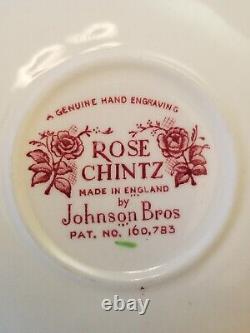 A GENUINE HAND ENGRAVING
ROSE
CHINTZ
MADE IN ENGLAND
by
Johnson Bros
PAT. NO. 160,783